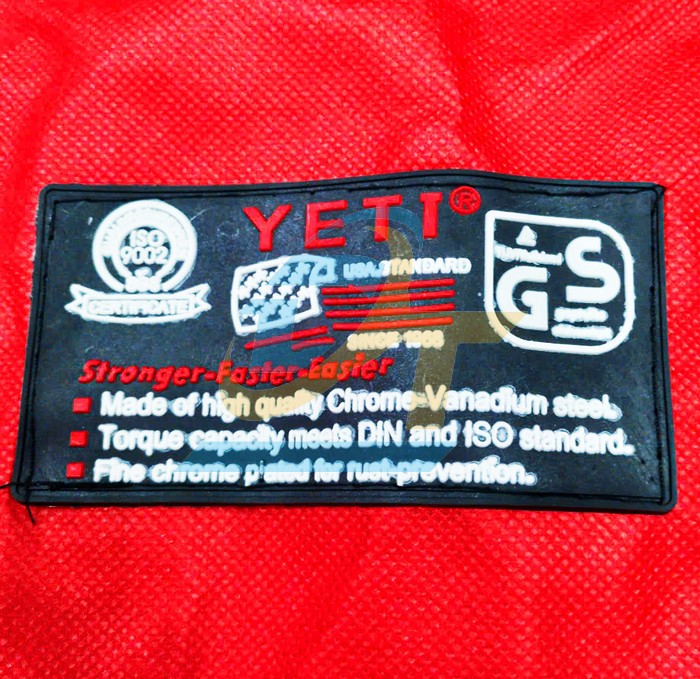 YETI®
ISO
9002
CERTIFICATE
USA.STANDARD
SINCE
GS
Stronger-Faster-Easier
Made of high quality Chrome-Vanadium steel.
Torque capacity meets DIN and ISO standard.
Fine chrome plated for rust-prevention.